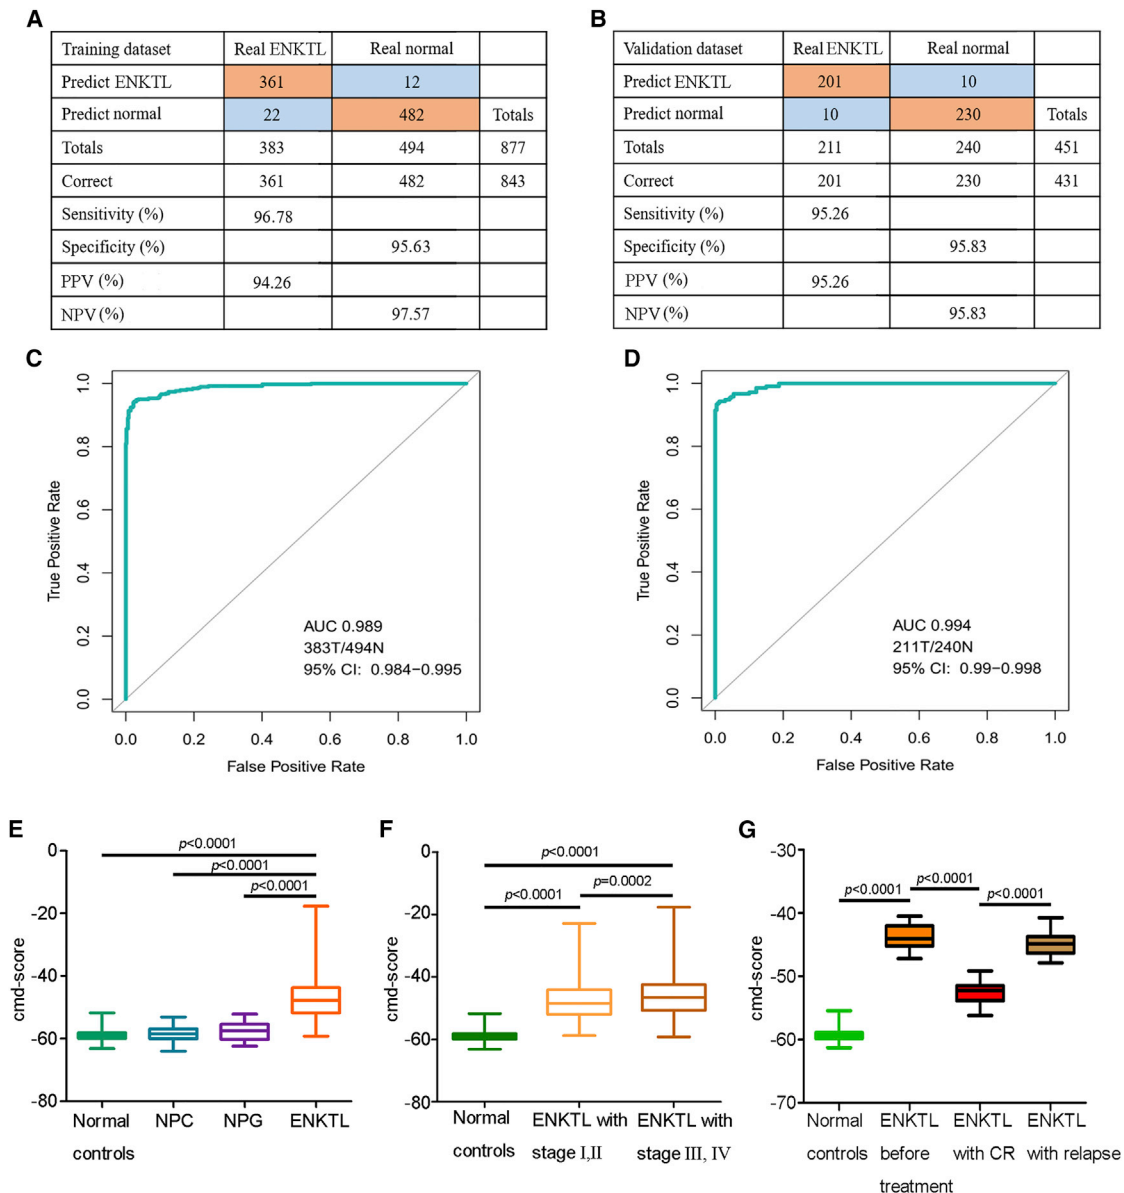 A
Training dataset Real ENKTL Real normal
Predict ENKTL 361 12
Predict normal 22 482 Totals
Totals 383 494 877
Correct 361 482 843
Sensitivity (%) 96.78
Specificity (%) 95.63
PPV (%) 94.26
NPV (%) 97.57
B
Validation dataset Real ENKTL Real normal
Predict ENKTL 201 10
Predict normal 10 230 Totals
Totals 211 240 451
Correct 201 230 431
Sensitivity (%) 95.26
Specificity (%) 95.83
PPV (%) 95.26
NPV (%) 95.83
C
True Positive Rate
1.0
0.8
0.6
0.4
0.2
0.0
AUC 0.989
383T/494N
95% CI: 0.984−0.995
0.0 0.2 0.4 0.6 0.8 1.0
False Positive Rate
D
True Positive Rate
1.0
0.8
0.6
0.4
0.2
0.0
AUC 0.994
211T/240N
95% CI: 0.99−0.998
0.0 0.2 0.4 0.6 0.8 1.0
False Positive Rate
E
cmd-score
0
-20
-40
-60
-80
p<0.0001
p<0.0001
p<0.0001
Normal controls
NPC
NPG
ENKTL
F
cmd-score
0
-20
-40
-60
-80
p<0.0001
p<0.0001
p=0.0002
Normal controls
ENKTL with stage I,II
ENKTL with stage III, IV
G
cmd-score
-30
-40
-50
-60
-70
p<0.0001
p<0.0001
p<0.0001
Normal controls
ENKTL before treatment
ENKTL with CR
ENKTL with relapse